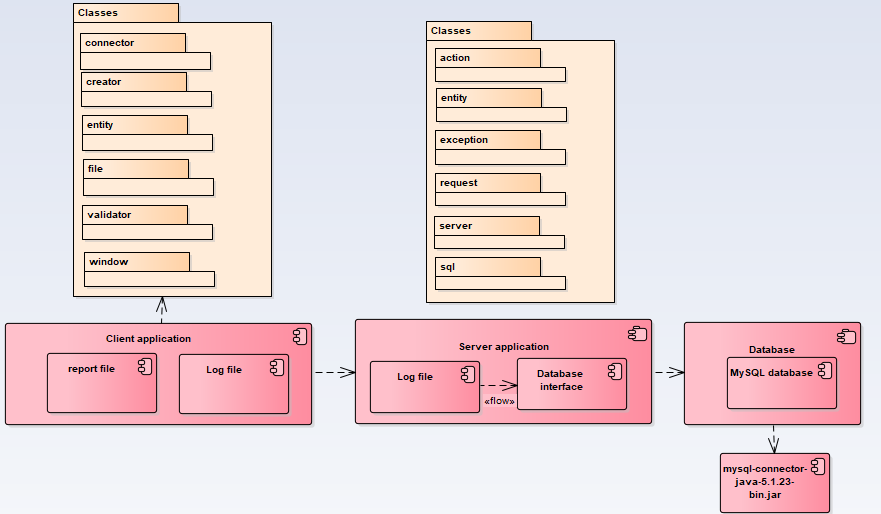 Classes
connector
creator
entity
file
validator
window
Classes
action
entity
exception
request
server
sql
Client application
report file
Log file
Server application
Log file
«flow»
Database
interface
Database
MySQL database
mysql-connector-
java-5.1.23-
bin.jar